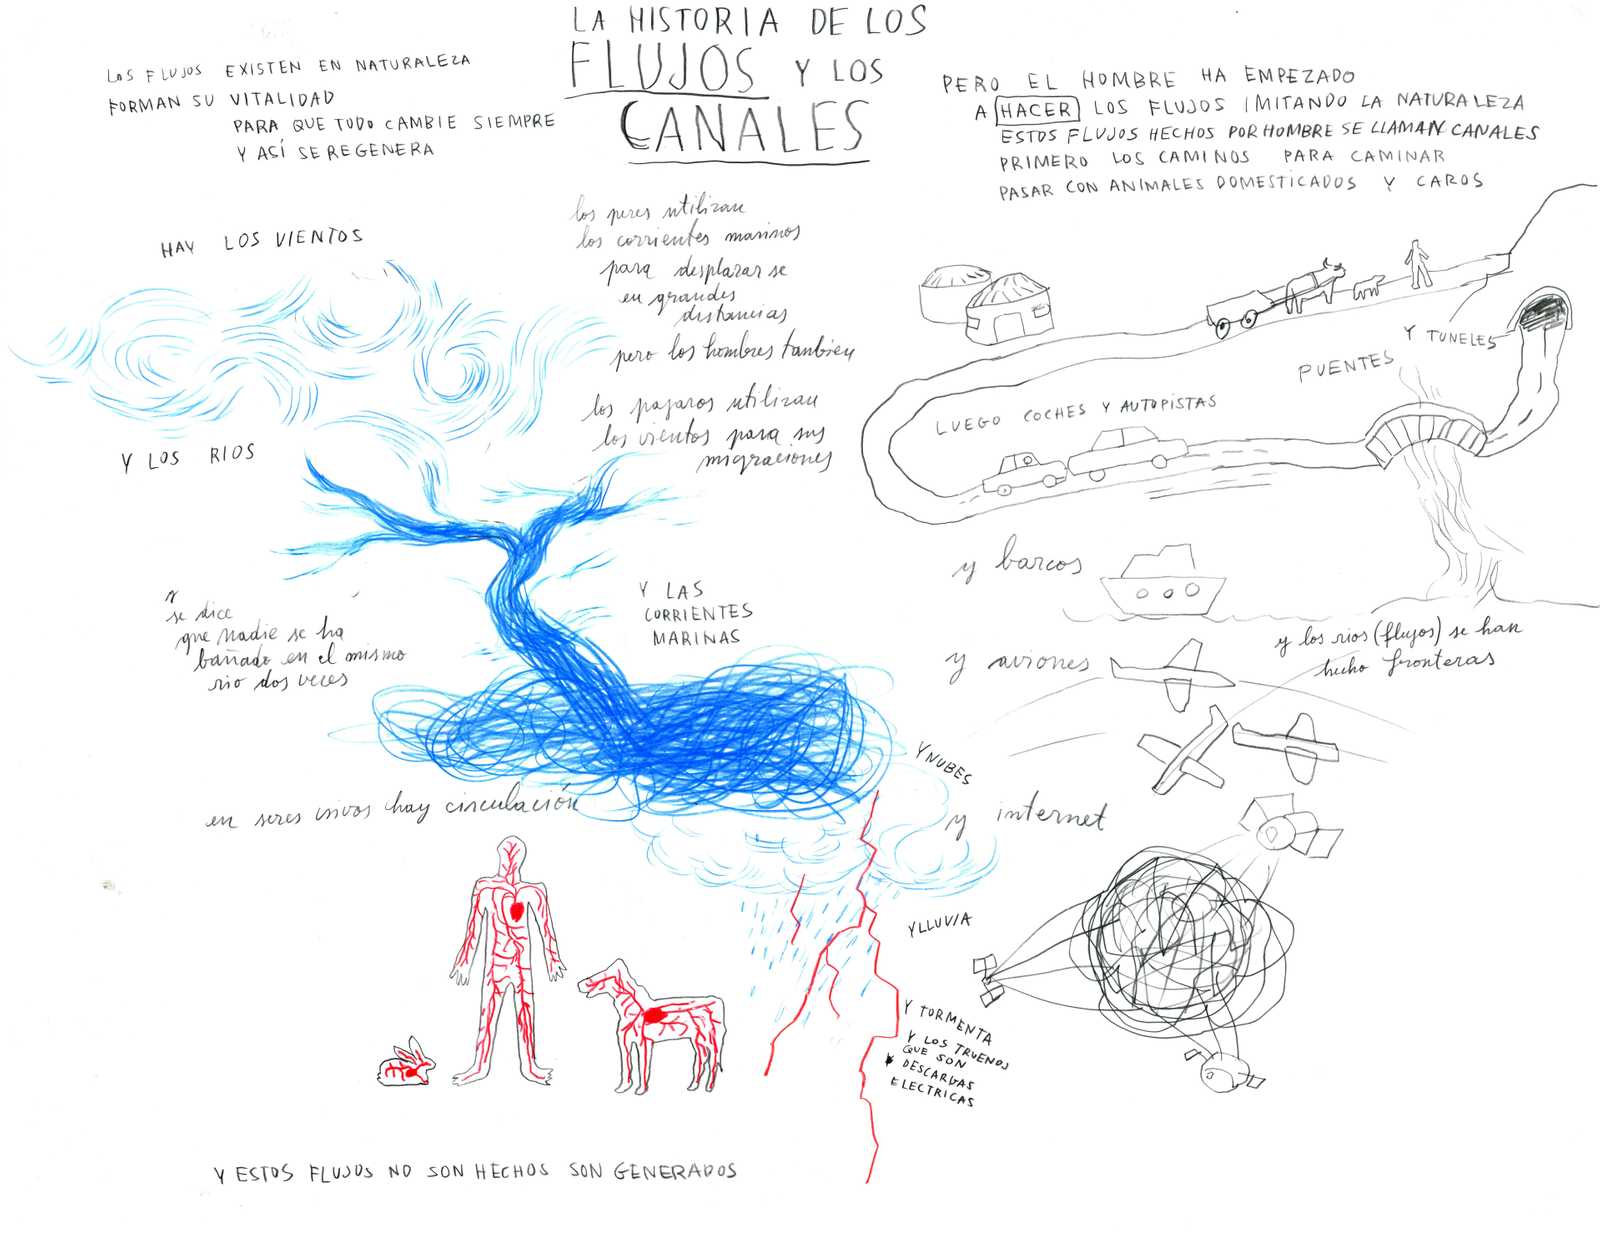 LA HISTORIA DE LOS
FLUJOS Y LOS
CANALES
LOS FLUJOS EXISTEN EN NATURALEZA
FORMAN SU VITALIDAD
PARA QUE TODO CAMBIE SIEMPRE
Y ASÍ SE REGENERA
HAY LOS VIENTOS
los peces utilizan
los corrientes marinos
para desplazar se
en grandes
distancias
pero los hombres tanbien
los pajaros utilizan
los vientos para sus
migraciones
Y LOS RIOS
Y LAS
CORRIENTES
MARINAS
Y
se dice
que nadie se ha
bañado en el mismo
rio dos veces
en seres vivos hay circulación
Y NUBES
Y LLUVIA
Y TORMENTA
Y LOS TRUENOS
QUE SON
DESCARGAS
ELECTRICAS
Y ESTOS FLUJOS NO SON HECHOS SON GENERADOS
PERO EL HOMBRE HA EMPEZADO
A HACER LOS FLUJOS IMITANDO LA NATURALEZA
ESTOS FLUJOS HECHOS POR HOMBRE SE LLAMAN CANALES
PRIMERO LOS CAMINOS PARA CAMINAR
PASAR CON ANIMALES DOMESTICADOS Y CAROS
LUEGO COCHES Y AUTOPISTAS
PUENTES
Y TUNELES
y barcos
y los rios (flujos) se han
hecho fronteras
y aviones
y internet